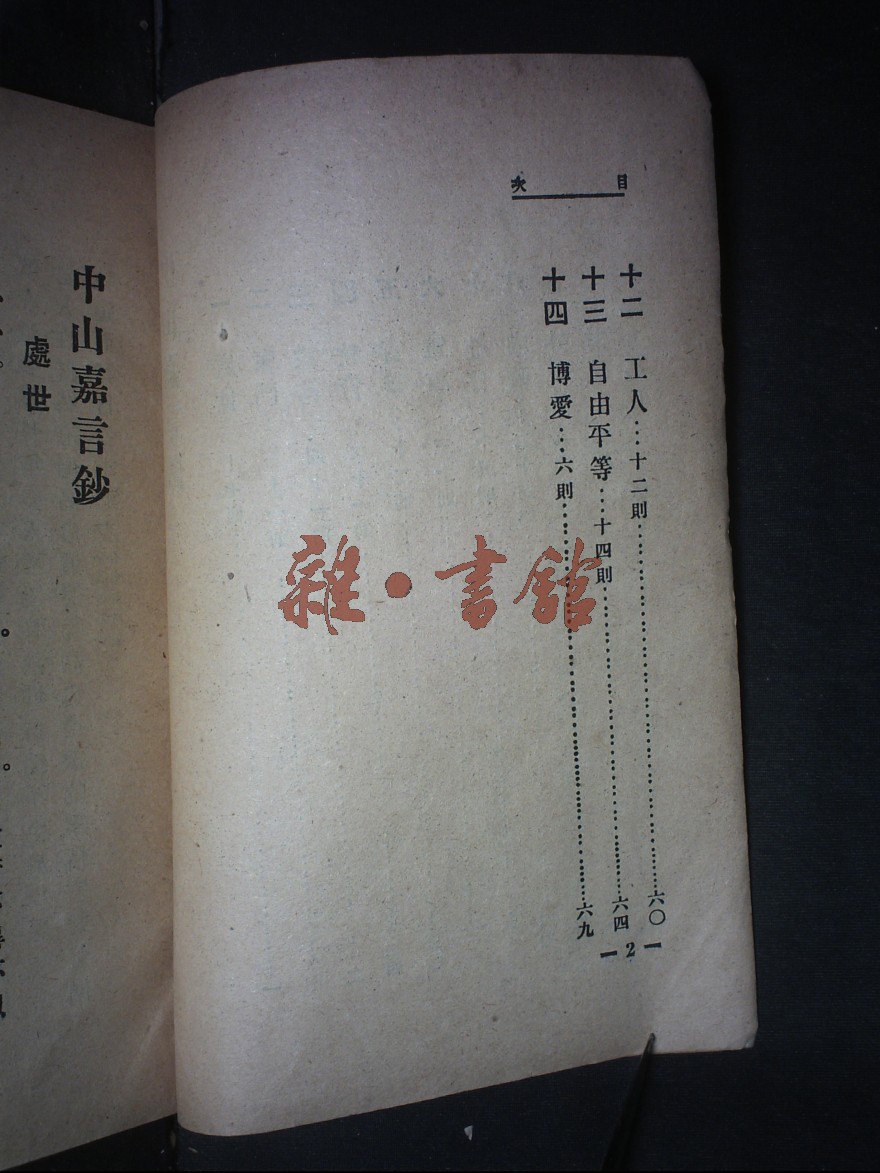 目次
十二 工人…十二則…………六〇
十三 自由平等…十四則…………六四
十四 博愛…六則…………六九
2
雜·書館
中山嘉言鈔
處世